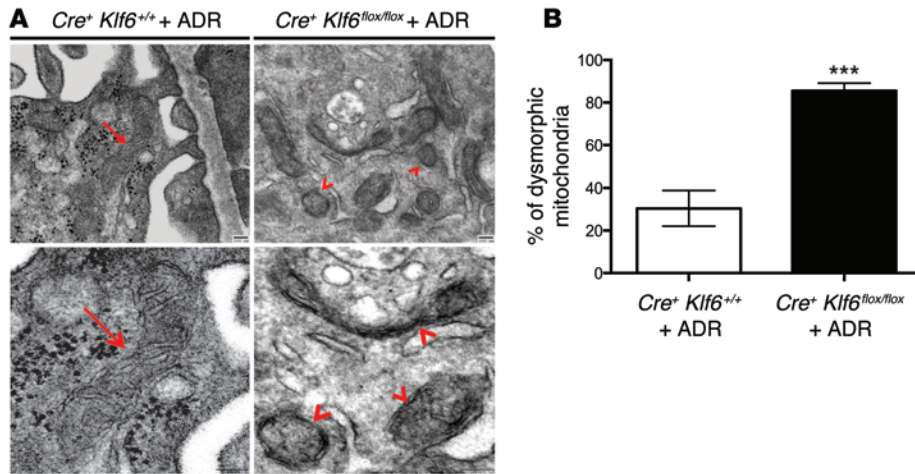 A
Cre+ Klf6+/+ + ADR
Cre+ Klf6flox/flox + ADR
B
% of dysmorphic
mitochondria
100
80
60
40
20
0
***
Cre+ Klf6+/+
+ ADR
Cre+ Klf6flox/flox
+ ADR